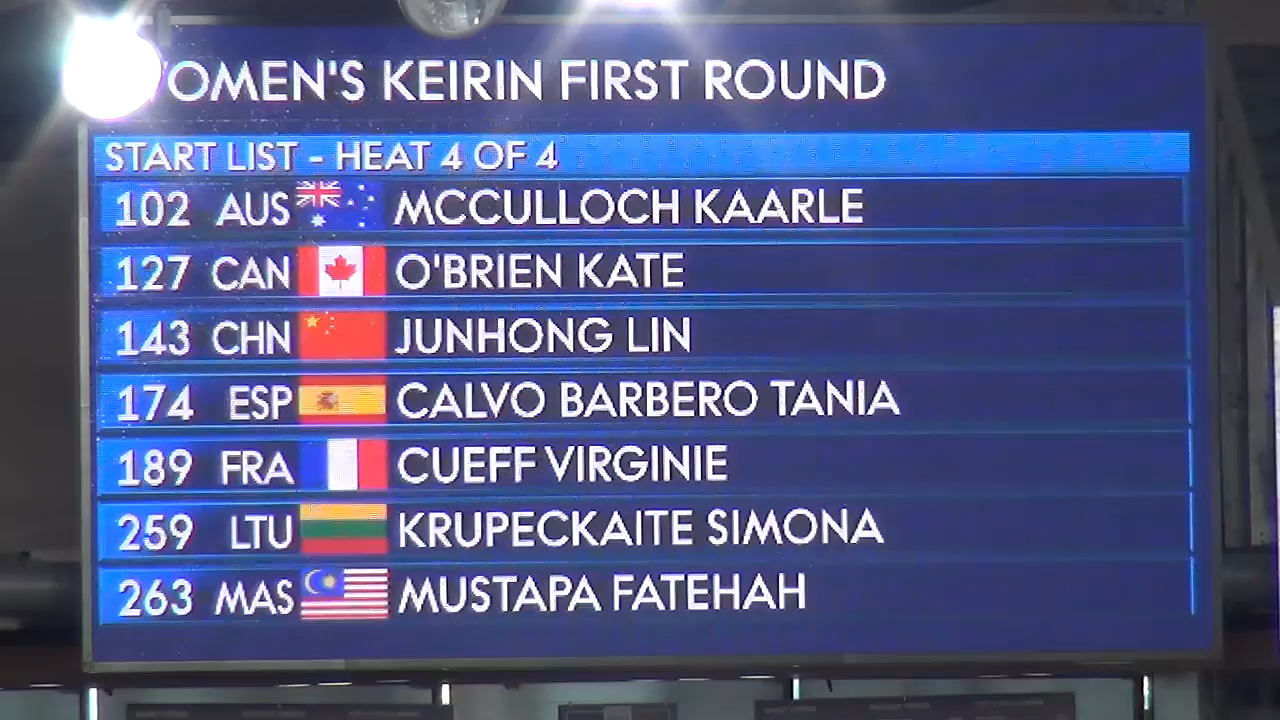 WOMEN'S KEIRIN FIRST ROUND
START LIST - HEAT 4 OF 4
102 AUS MCCULLOCH KAARLE
127 CAN O'BRIEN KATE
143 CHN JUNHONG LIN
174 ESP CALVO BARBERO TANIA
189 FRA CUEFF VIRGINIE
259 LTU KRUPECKAITE SIMONA
263 MAS MUSTAPA FATEHAH